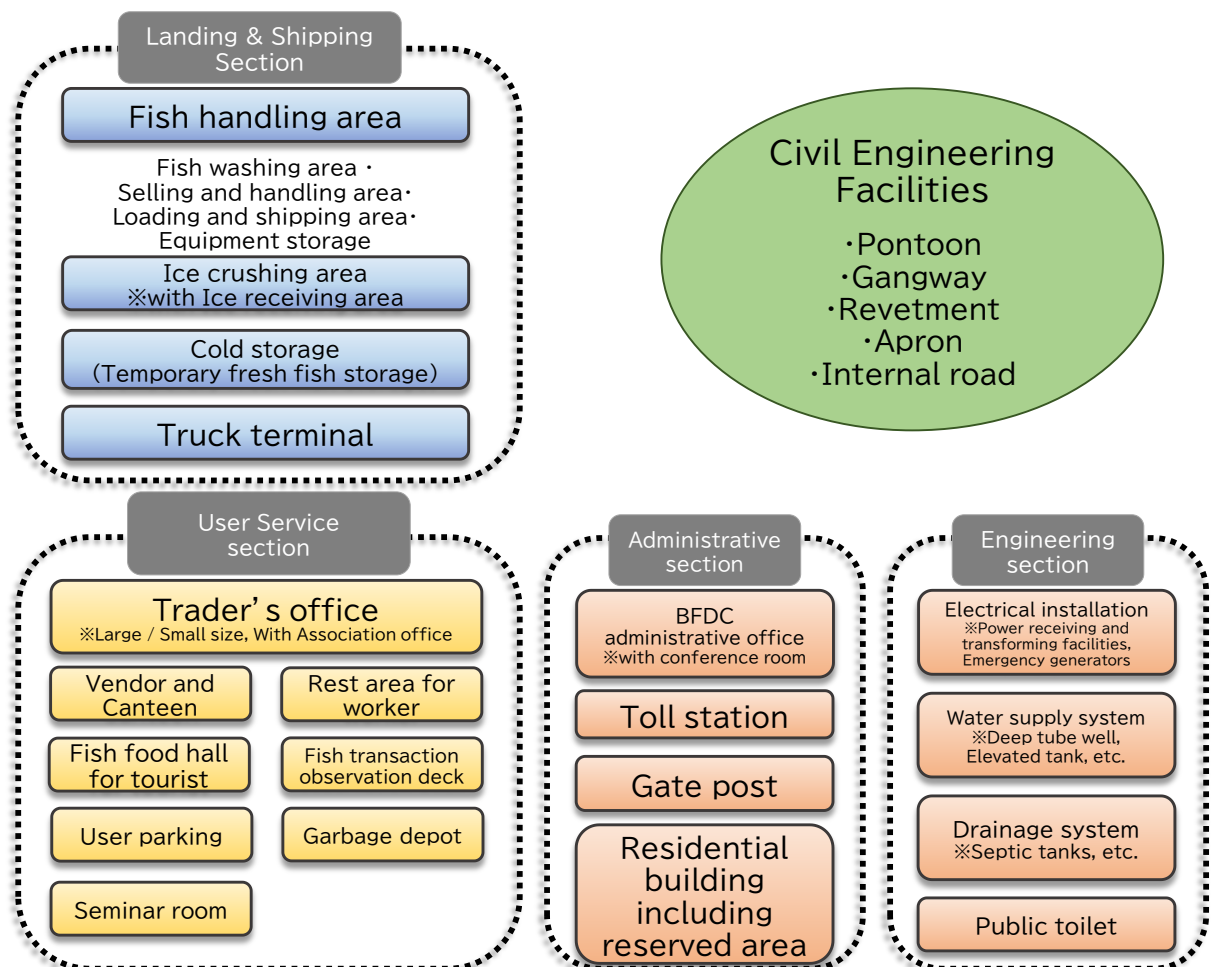 Landing & Shipping
Section
Fish handling area
Fish washing area ・
Selling and handling area・
Loading and shipping area・
Equipment storage
Ice crushing area
※with Ice receiving area
Cold storage
（Temporary fresh fish storage）
Truck terminal
Civil Engineering
Facilities
・Pontoon
・Gangway
・Revetment
・Apron
・Internal road
User Service
section
Trader’s office
※Large / Small size, With Association office
Vendor and
Canteen
Rest area for
worker
Fish food hall
for tourist
Fish transaction
observation deck
User parking
Garbage depot
Seminar room
Administrative
section
BFDC
administrative office
※with conference room
Toll station
Gate post
Residential
building
including
reserved area
Engineering
section
Electrical installation
※Power receiving and
transforming facilities,
Emergency generators
Water supply system
※Deep tube well,
Elevated tank, etc.
Drainage system
※Septic tanks, etc.
Public toilet